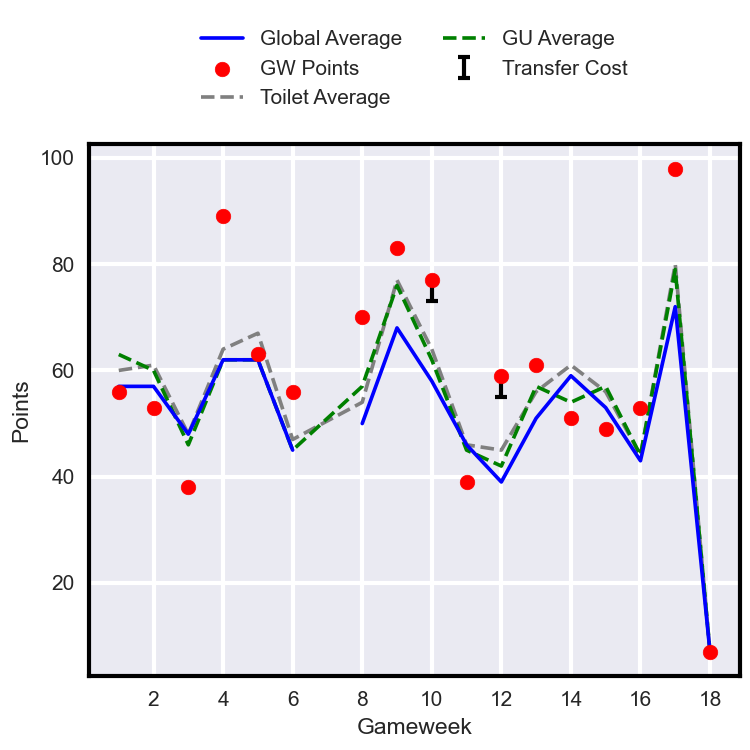 Global Average
GW Points
Toilet Average
GU Average
Transfer Cost
100
80
60
40
20
Points
2 4 6 8 10 12 14 16 18
Gameweek